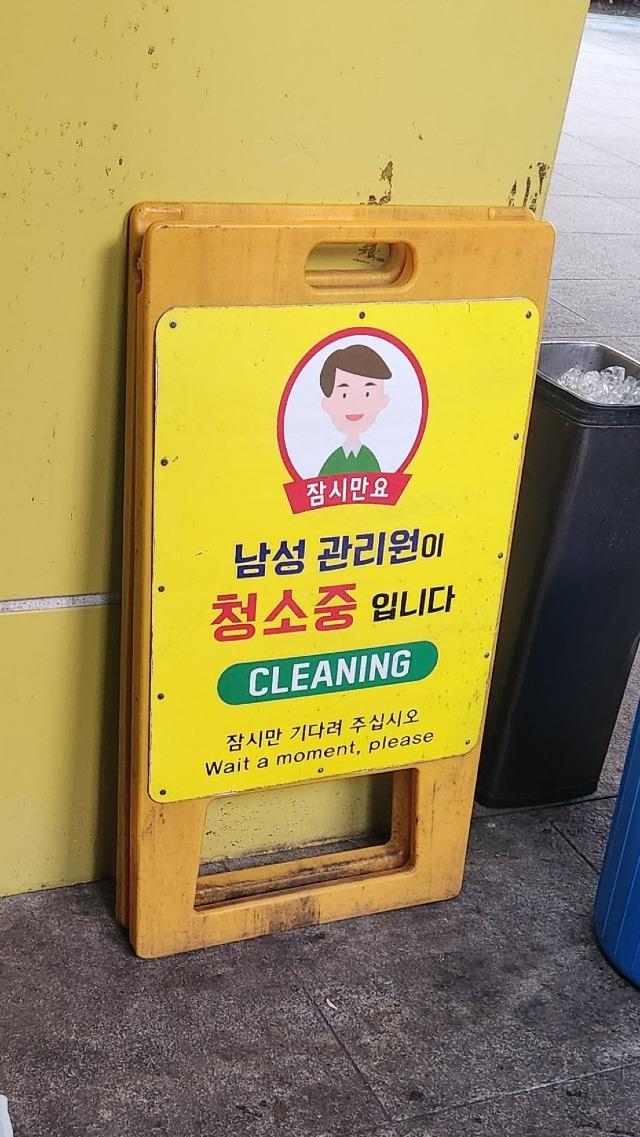 잠시만요
남성 관리원이
청소중 입니다
CLEANING
잠시만 기다려 주십시오
Wait a moment, please